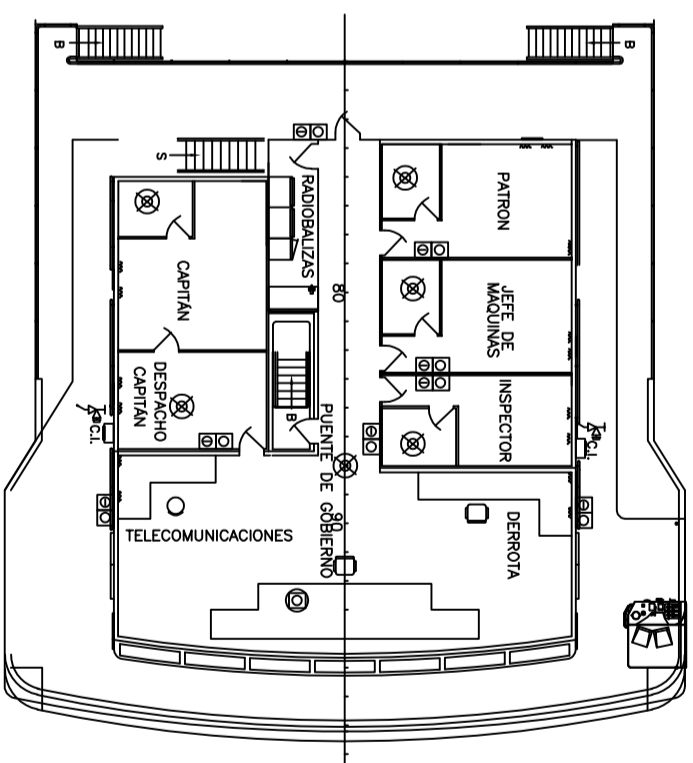 B
B
S
PATRON
RADIOBALIZAS
CAPITÁN
80
JEFE DE
MAQUINAS
DESPACHO
CAPITÁN
INSPECTOR
B
C.I.
C.I.
PUENTE DE GOBIERNO
90
TELECOMUNICACIONES
DERROTA